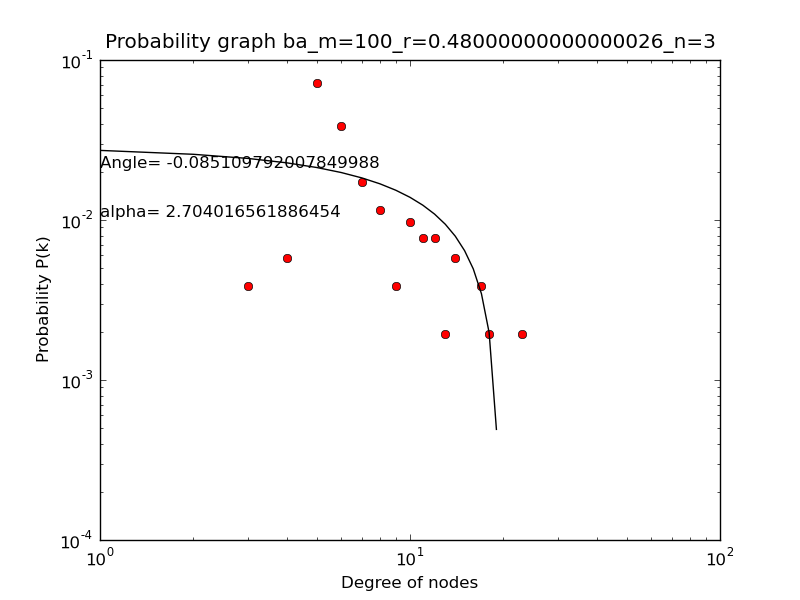 Probability graph ba_m=100_r=0.48000000000000026_n=3
10^-1
Angle= -0.085109792007849988
alpha= 2.704016561886454
10^-2
Probability P(k)
10^-3
10^-4
10^0 10^1 10^2
Degree of nodes